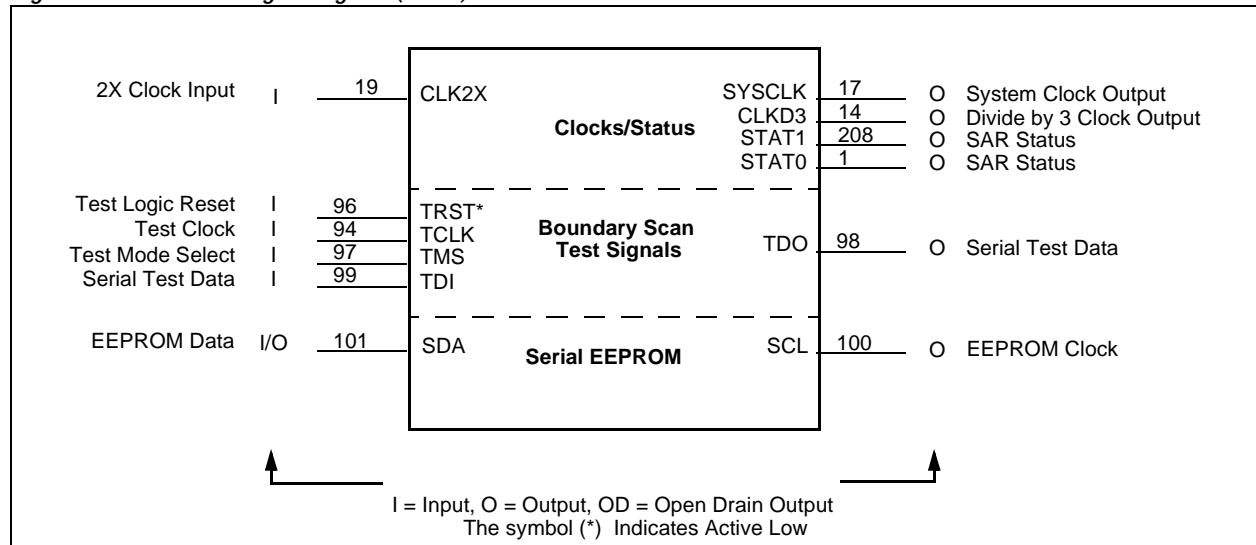 2X Clock Input I 19 CLK2X
Clocks/Status
SYSCLK 17 O System Clock Output
CLKD3 14 O Divide by 3 Clock Output
STAT1 208 O SAR Status
STAT0 1 O SAR Status
Test Logic Reset I 96 TRST*
Test Clock I 94 TCLK
Test Mode Select I 97 TMS
Serial Test Data I 99 TDI
Boundary Scan
Test Signals
TDO 98 O Serial Test Data
EEPROM Data I/O 101 SDA
Serial EEPROM
SCL 100 O EEPROM Clock
I = Input, O = Output, OD = Open Drain Output
The symbol (*) Indicates Active Low